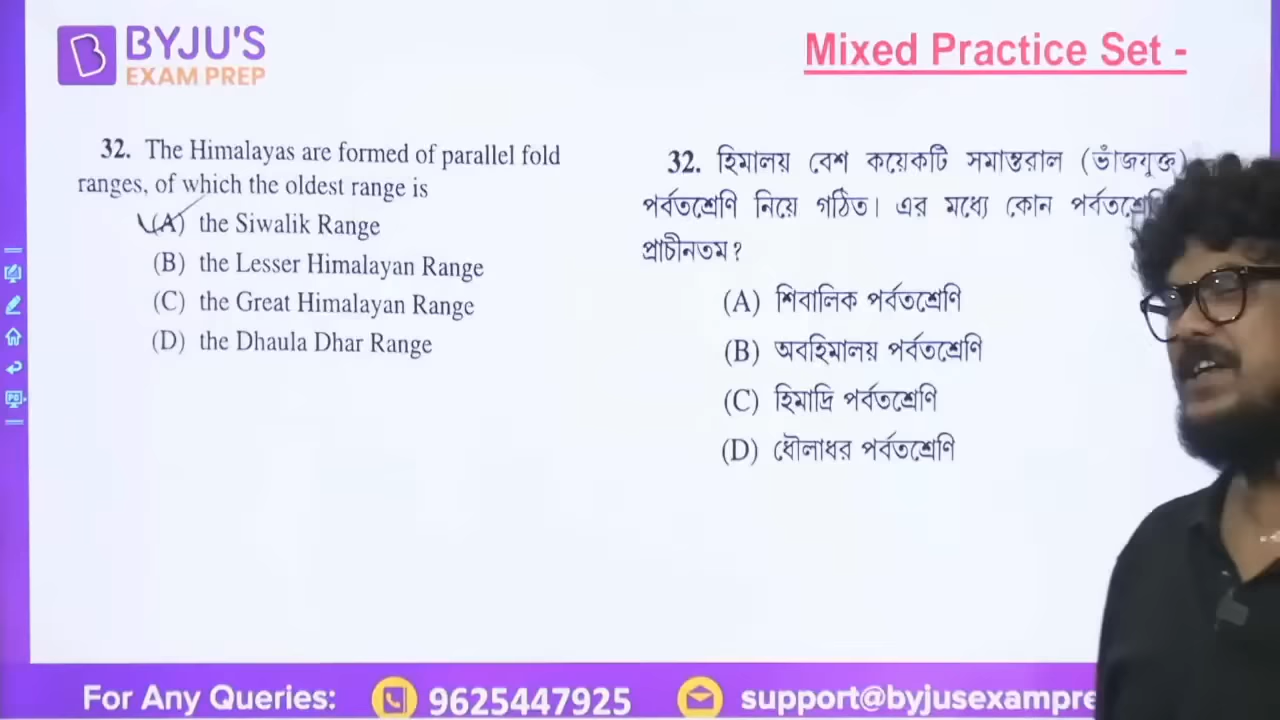 BYJU'S
EXAM PREP
Mixed Practice Set -
32. The Himalayas are formed of parallel fold
ranges, of which the oldest range is
(A) the Siwalik Range
(B) the Lesser Himalayan Range
(C) the Great Himalayan Range
(D) the Dhaula Dhar Range
32. হিমালয় বেশ কয়েকটি সমান্তরাল (ভাঁজযুক্ত)
পর্বতশ্রেণি নিয়ে গঠিত। এর মধ্যে কোন
প্রাচীনতম?
(A) শিবালিক পর্বতশ্রেণি
(B) অবহিমালয় পর্বতশ্রেণি
(C) হিমাদ্রি পর্বতশ্রেণি
(D) ধৌলাধর পর্বতশ্রেণি
For Any Queries: 9625447925 support@byjusexampre